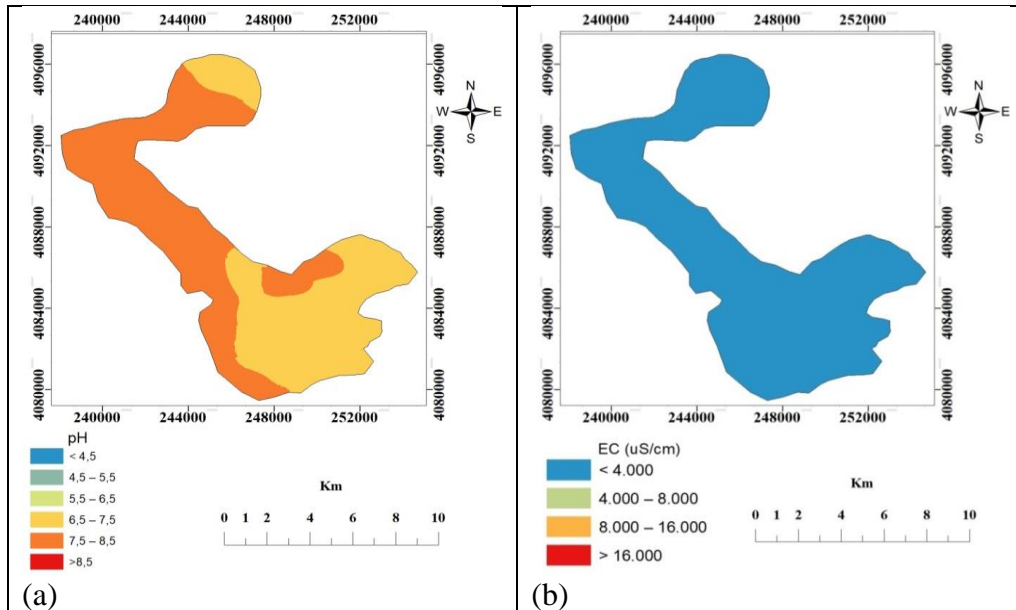 240000 244000 248000 252000
4096000
4092000
4088000
4084000
4080000
N
W E
S
4096000
4092000
4088000
4084000
4080000
240000 244000 248000 252000
pH
< 4,5
4,5 – 5,5
5,5 – 6,5
6,5 – 7,5
7,5 – 8,5
>8,5
Km
0 1 2 4 6 8 10
(a)
240000 244000 248000 252000
4096000
4092000
4088000
4084000
4080000
N
W E
S
4096000
4092000
4088000
4084000
4080000
240000 244000 248000 252000
EC (uS/cm)
< 4.000
4.000 – 8.000
8.000 – 16.000
> 16.000
Km
0 1 2 4 6 8 10
(b)